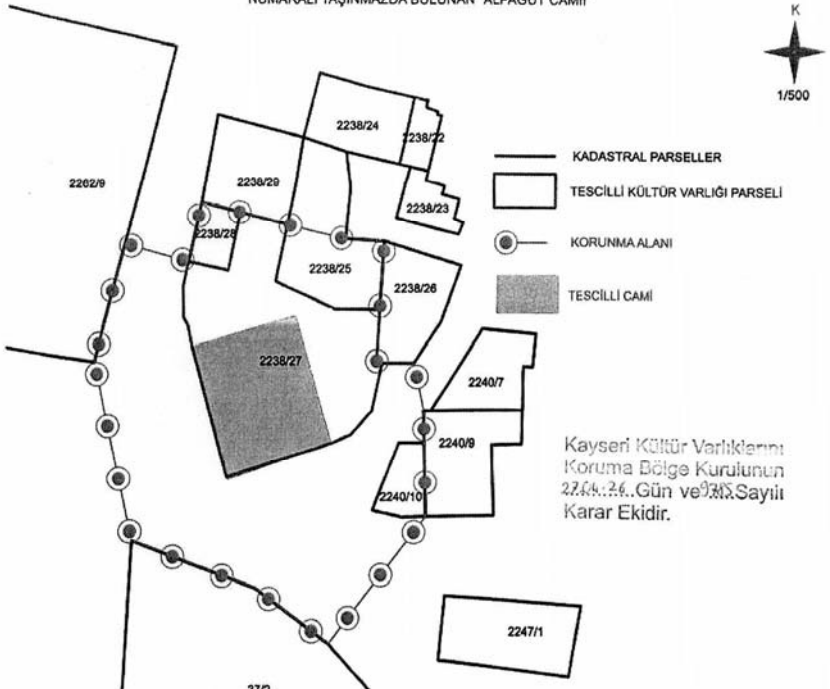 NUMARALI TAŞINMAZDA BULUNAN "ALPAGUT CAMİİ"
K
1/500
2238/24
2238/22
2262/9
2238/29
2238/23
2238/28
2238/25
2238/26
2238/27
2240/7
2240/9
2240/10
2247/1
KADASTRAL PARSELLER
TESCİLLİ KÜLTÜR VARLIĞI PARSELİ
KORUNMA ALANI
TESCİLLİ CAMİ
Kayseri Kültür Varlıklarını
Koruma Bölge Kurulunun
Gün ve Sayılı
Karar Ekidir.